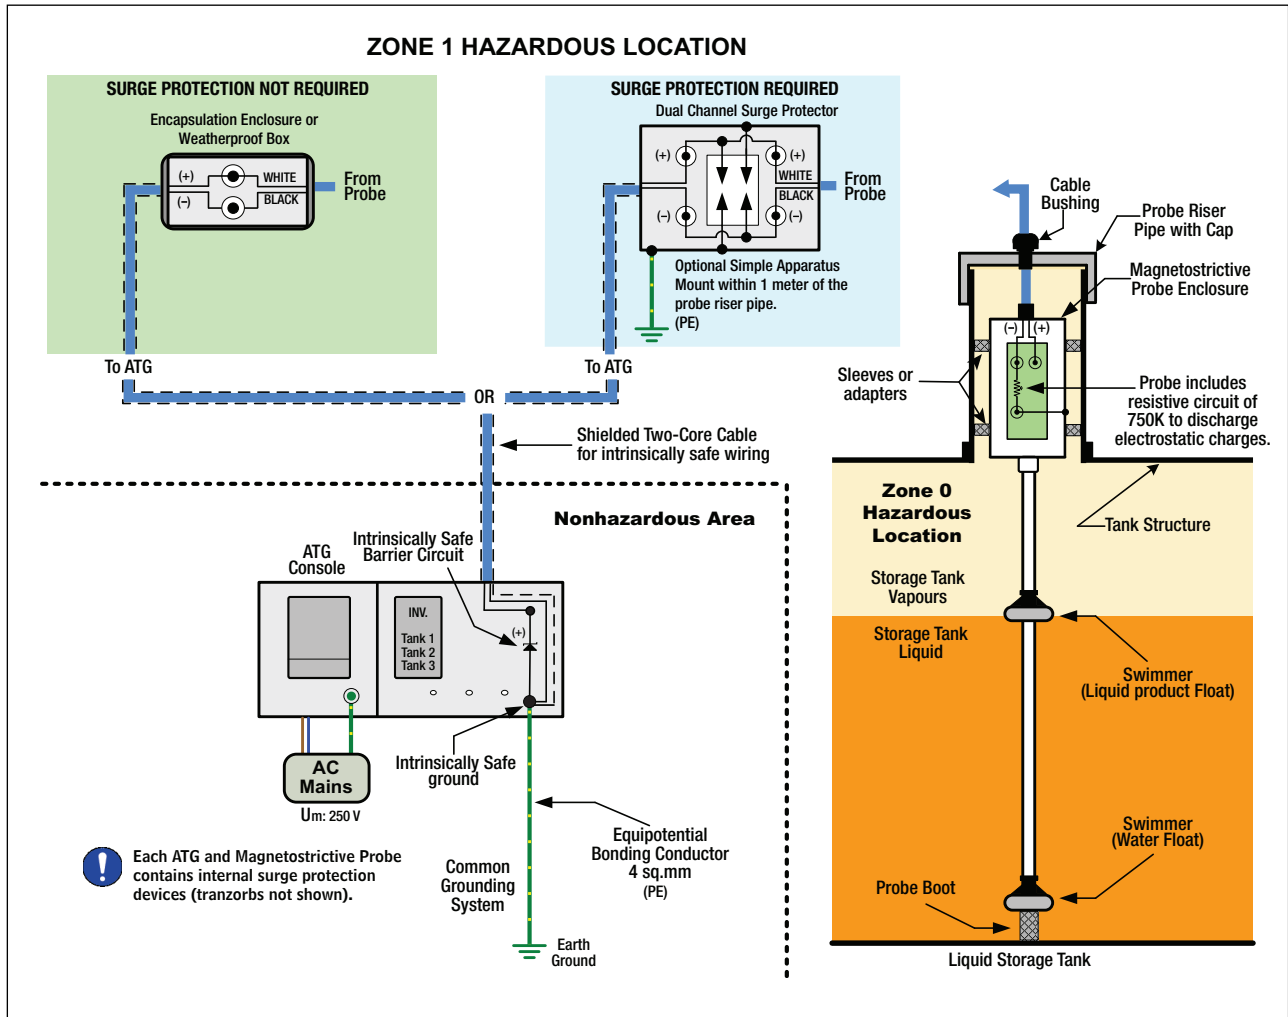 ZONE 1 HAZARDOUS LOCATION
SURGE PROTECTION NOT REQUIRED
Encapsulation Enclosure or
Weatherproof Box
(+)
WHITE
(-)
BLACK
From
Probe
To ATG
SURGE PROTECTION REQUIRED
Dual Channel Surge Protector
(+)
(+)
WHITE
BLACK
(-)
(-)
From
Probe
Optional Simple Apparatus
Mount within 1 meter of the
probe riser pipe.
(PE)
To ATG
OR
Shielded Two-Core Cable
for intrinsically safe wiring
Cable
Bushing
Probe Riser
Pipe with Cap
Magnetostrictive
Probe Enclosure
(-) (+)
Sleeves or
adapters
Probe includes
resistive circuit of
750K to discharge
electrostatic charges.
Zone 0
Hazardous
Location
Tank Structure
Storage Tank
Vapours
Storage Tank
Liquid
Swimmer
(Liquid product Float)
Swimmer
(Water Float)
Probe Boot
Liquid Storage Tank
Nonhazardous Area
ATG
Console
Intrinsically Safe
Barrier Circuit
INV.
Tank 1
Tank 2
Tank 3
(+)
AC
Mains
Um: 250 V
Intrinsically Safe
ground
Equipotential
Bonding Conductor
4 sq.mm
(PE)
Common
Grounding
System
Earth
Ground
! Each ATG and Magnetostrictive Probe
contains internal surge protection
devices (tranzorbs not shown).